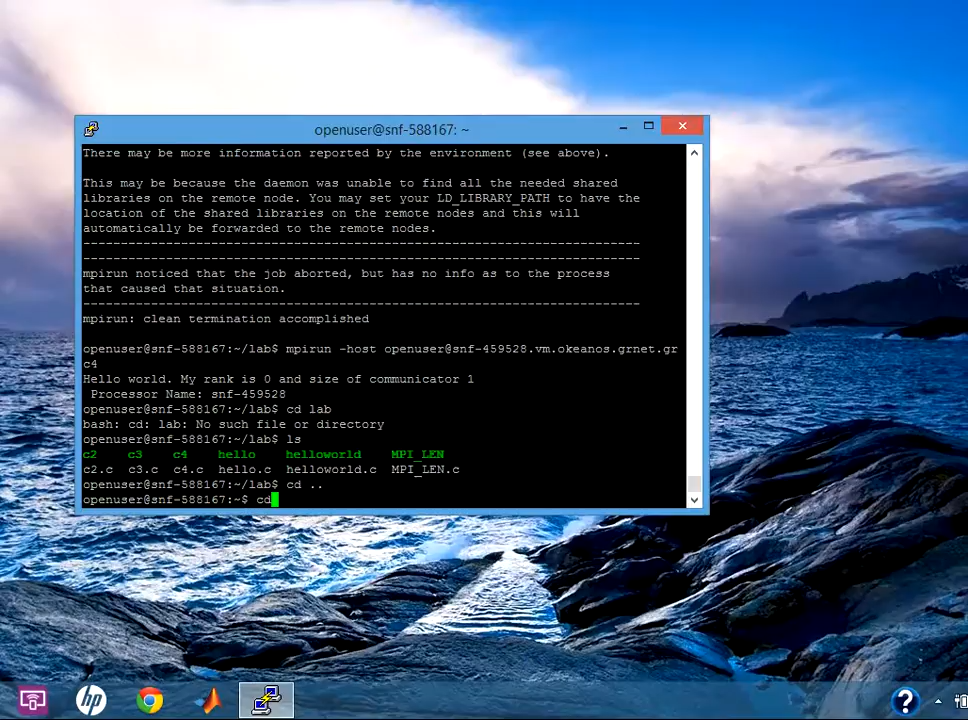 openuser@snf-588167: ~
There may be more information reported by the environment (see above).
This may be because the daemon was unable to find all the needed shared
libraries on the remote node. You may set your LD_LIBRARY_PATH to have the
location of the shared libraries on the remote nodes and this will
automatically be forwarded to the remote nodes.
--------------------------------------------------------------------------
--------------------------------------------------------------------------
mpirun noticed that the job aborted, but has no info as to the process
that caused that situation.
--------------------------------------------------------------------------
mpirun: clean termination accomplished
openuser@snf-588167:~/lab$ mpirun -host openuser@snf-459528.vm.okeanos.grnet.gr
c4
Hello world. My rank is 0 and size of communicator 1
Processor Name: snf-459528
openuser@snf-588167:~/lab$ cd lab
bash: cd: lab: No such file or directory
openuser@snf-588167:~/lab$ ls
c2 c3 c4 hello helloworld MPI_LEN
c2.c c3.c c4.c hello.c helloworld.c MPI_LEN.c
openuser@snf-588167:~/lab$ cd ..
openuser@snf-588167:~$ cd
hp
?